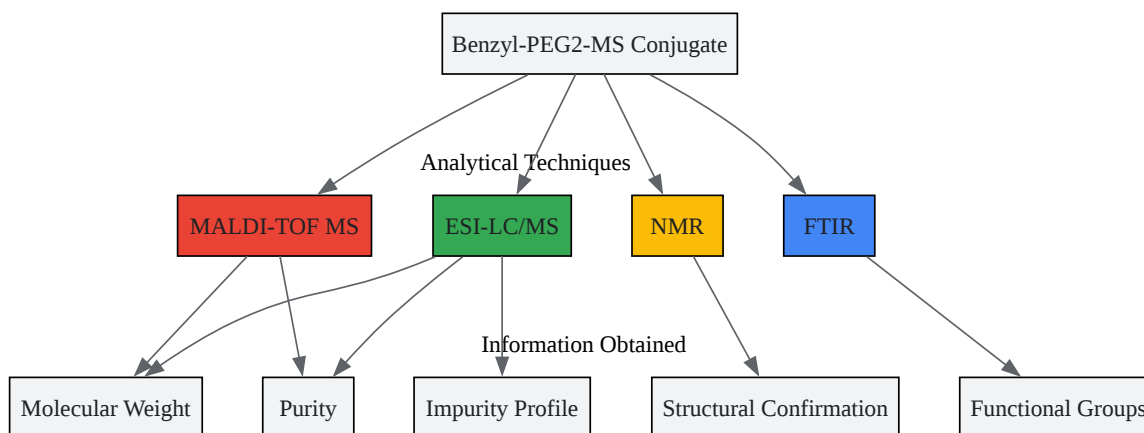 Benzyl-PEG2-MS Conjugate
Analytical Techniques
MALDI-TOF MS
ESI-LC/MS
NMR
FTIR
Information Obtained
Molecular Weight
Purity
Impurity Profile
Structural Confirmation
Functional Groups